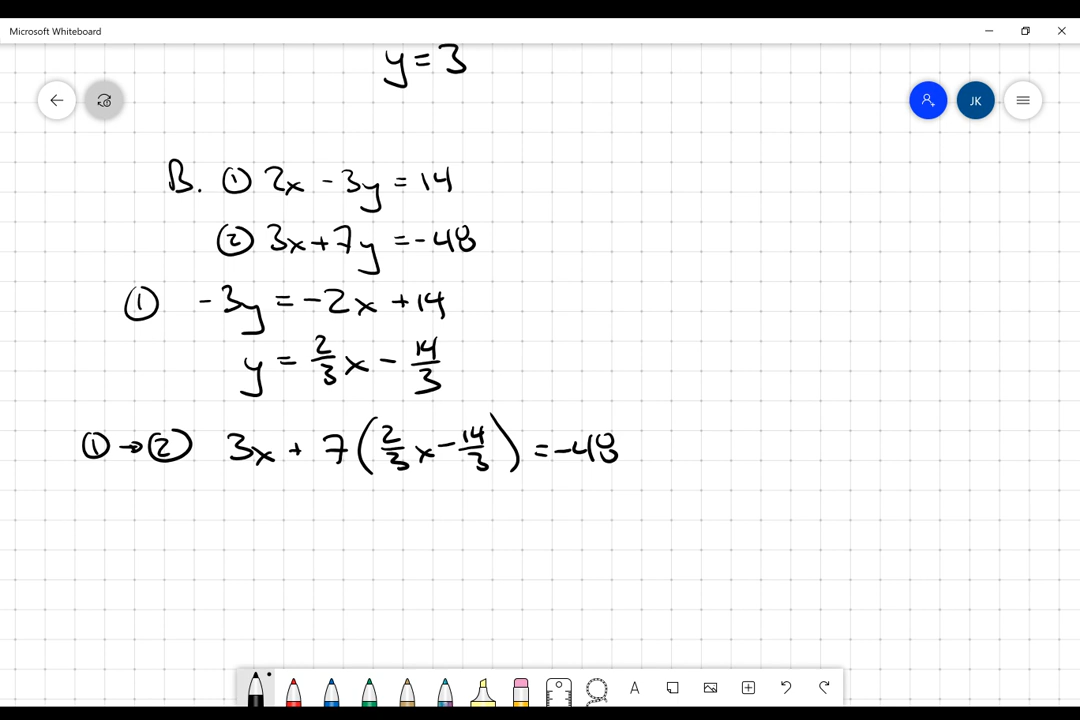 Microsoft Whiteboard
y = 3
JK
B. ① 2x - 3y = 14
② 3x + 7y = -48
① -3y = -2x + 14
y = 2/3 x - 14/3
① → ② 3x + 7 ( 2/3 x - 14/3 ) = -48
A